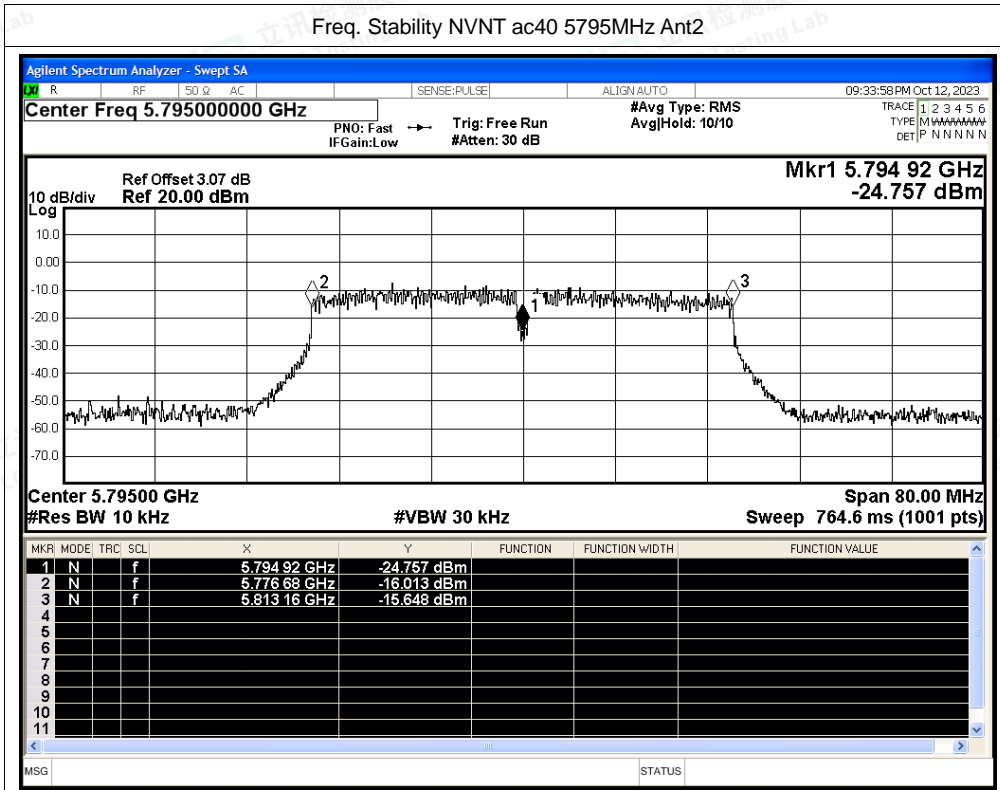 Freq. Stability NVNT ac40 5795MHz Ant2
Agilent Spectrum Analyzer - Swept SA
LXI R RF 50 Ω AC SENSE:PULSE ALIGN AUTO 09:33:58 PM Oct 12, 2023
Center Freq 5.795000000 GHz
PNO: Fast
IFGain:Low
Trig: Free Run
#Atten: 30 dB
#Avg Type: RMS
Avg|Hold: 10/10
TRACE 1 2 3 4 5 6
TYPE M WWWWW
DET P N N N N N
Mkr1 5.794 92 GHz
-24.757 dBm
Ref Offset 3.07 dB
10 dB/div Ref 20.00 dBm
Log
10.0
0.00
-10.0
-20.0
-30.0
-40.0
-50.0
-60.0
-70.0
2
1
3
Center 5.79500 GHz Span 80.00 MHz
#Res BW 10 kHz #VBW 30 kHz Sweep 764.6 ms (1001 pts)
MKR MODE TRC SCL X Y FUNCTION FUNCTION WIDTH FUNCTION VALUE
1 N f 5.794 92 GHz -24.757 dBm
2 N f 5.776 68 GHz -16.013 dBm
3 N f 5.813 16 GHz -15.648 dBm
4
5
6
7
8
9
10
11
MSG STATUS